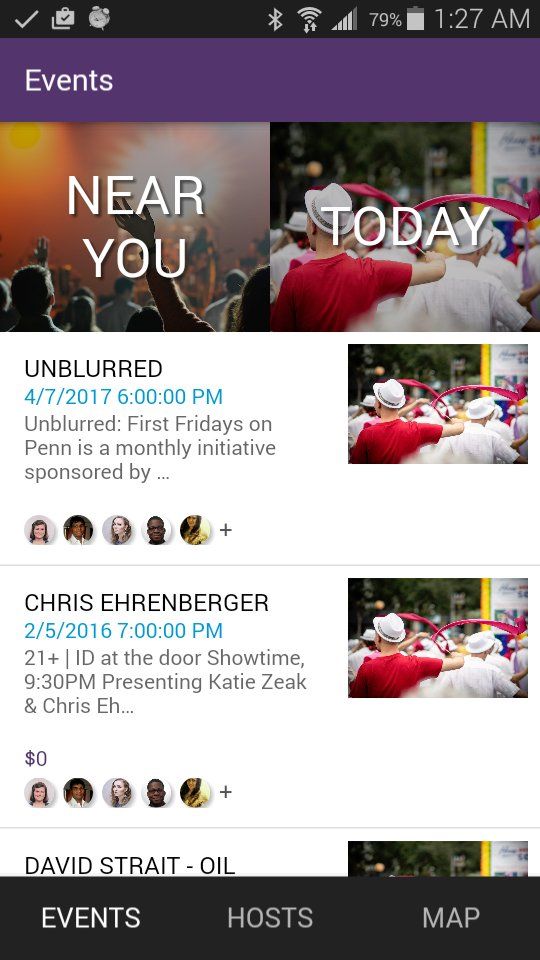 79% 1:27 AM
Events
NEAR
YOU
TODAY
UNBLURRED
4/7/2017 6:00:00 PM
Unblurred: First Fridays on
Penn is a monthly initiative
sponsored by ...
+
CHRIS EHRENBERGER
2/5/2016 7:00:00 PM
21+ | ID at the door Showtime,
9:30PM Presenting Katie Zeak
& Chris Eh...
$0
+
DAVID STRAIT - OIL
EVENTS HOSTS MAP